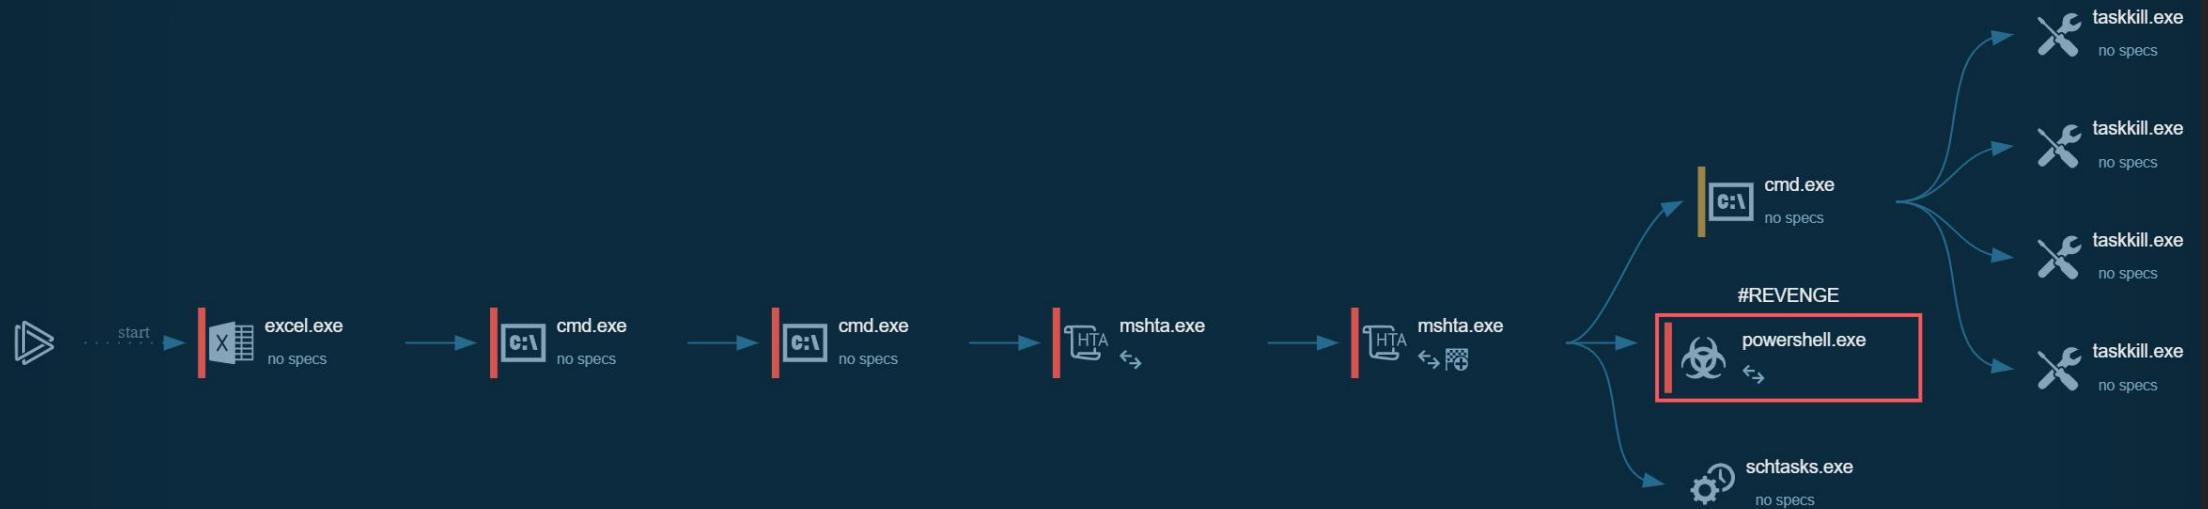 start
excel.exe
no specs
C:\
cmd.exe
no specs
C:\
cmd.exe
no specs
HTA
mshta.exe
HTA
mshta.exe
C:\
cmd.exe
no specs
#REVENGE
powershell.exe
schtasks.exe
no specs
taskkill.exe
no specs
taskkill.exe
no specs
taskkill.exe
no specs
taskkill.exe
no specs